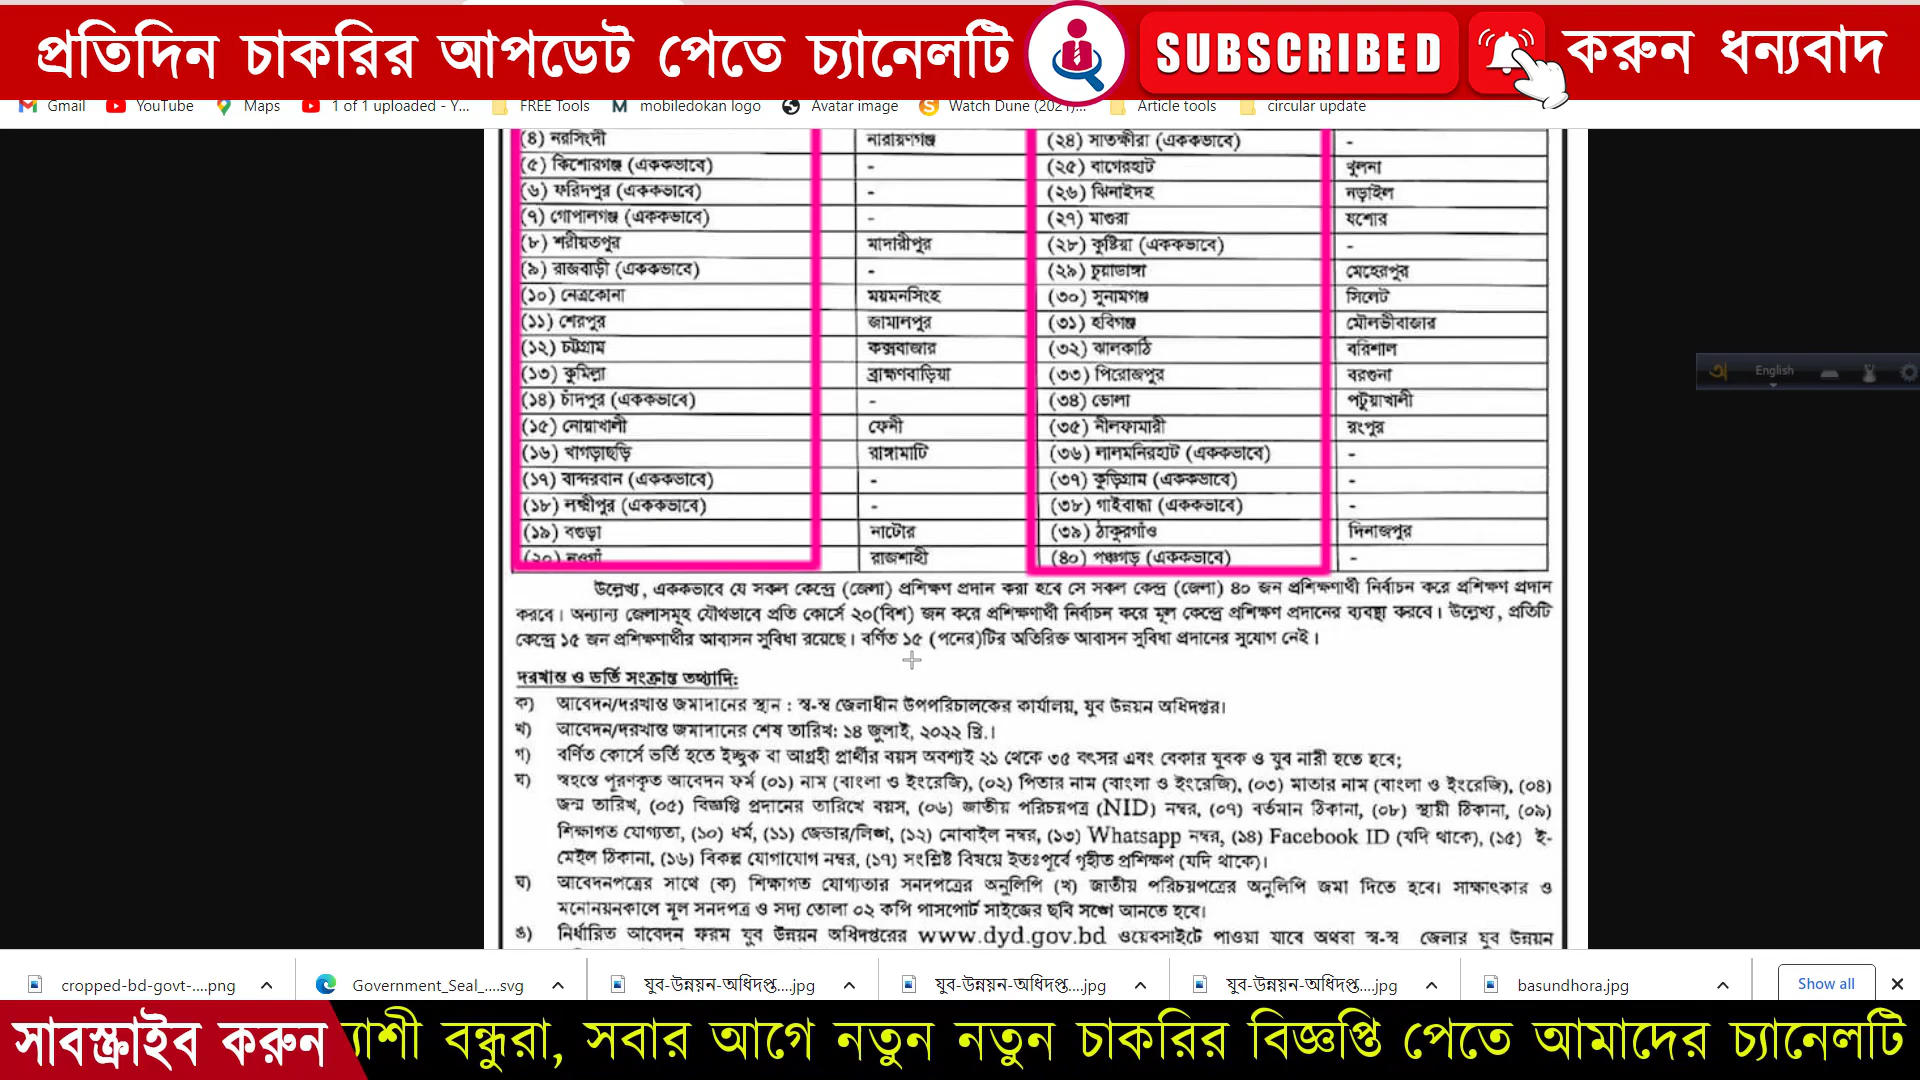 প্রতিদিন চাকরির আপডেট পেতে চ্যানেলটি SUBSCRIBED করুন ধন্যবাদ
Gmail YouTube Maps 1 of 1 uploaded - Y... FREE Tools mobiledokan logo Avatar image Watch Dune (2021)... Article tools circular update
(৪) নরসিংদী নারায়ণগঞ্জ (২৪) সাতক্ষীরা (এককভাবে) -
(৫) কিশোরগঞ্জ (এককভাবে) - (২৫) বাগেরহাট খুলনা
(৬) ফরিদপুর (এককভাবে) - (২৬) ঝিনাইদহ নড়াইল
(৭) গোপালগঞ্জ (এককভাবে) - (২৭) মাগুরা যশোর
(৮) শরীয়তপুর মাদারীপুর (২৮) কুষ্টিয়া (এককভাবে) -
(৯) রাজবাড়ী (এককভাবে) - (২৯) চুয়াডাঙ্গা মেহেরপুর
(১০) নেত্রকোনা ময়মনসিংহ (৩০) সুনামগঞ্জ সিলেট
(১১) শেরপুর জামালপুর (৩১) হবিগঞ্জ মৌলভীবাজার
(১২) চট্টগ্রাম কক্সবাজার (৩২) ঝালকাঠি বরিশাল
English
(১৩) কুমিল্লা ব্রাহ্মণবাড়িয়া (৩৩) পিরোজপুর বরগুনা
(১৪) চাঁদপুর (এককভাবে) - (৩৪) ভোলা পটুয়াখালী
(১৫) নোয়াখালী ফেনী (৩৫) নীলফামারী রংপুর
(১৬) খাগড়াছড়ি রাঙ্গামাটি (৩৬) লালমনিরহাট (এককভাবে) -
(১৭) বান্দরবান (এককভাবে) - (৩৭) কুড়িগ্রাম (এককভাবে) -
(১৮) লক্ষ্মীপুর (এককভাবে) - (৩৮) গাইবান্ধা (এককভাবে) -
(১৯) বগুড়া নাটোর (৩৯) ঠাকুরগাঁও দিনাজপুর
(২০) নওগাঁ রাজশাহী (৪০) পঞ্চগড় (এককভাবে) -
উল্লেখ্য, এককভাবে যে সকল কেন্দ্রে (জেলা) প্রশিক্ষণ প্রদান করা হবে সে সকল কেন্দ্র (জেলা) ৪০ জন প্রশিক্ষণার্থী নির্বাচন করে প্রশিক্ষণ প্রদান
করবে। অন্যান্য জেলাসমূহ যৌথভাবে প্রতি কোর্সে ২০(বিশ) জন করে প্রশিক্ষণার্থী নির্বাচন করে মূল কেন্দ্রে প্রশিক্ষণ প্রদানের ব্যবস্থা করবে। উল্লেখ্য, প্রতিটি
কেন্দ্রে ১৫ জন প্রশিক্ষণার্থীর আবাসন সুবিধা রয়েছে। বর্ণিত ১৫ (পনের)টির অতিরিক্ত আবাসন সুবিধা প্রদানের সুযোগ নেই।
দরখাস্ত ও ভর্তি সংক্রান্ত তথ্যাদি:
ক) আবেদন/দরখাস্ত জমাদানের স্থান : স্ব-স্ব জেলাধীন উপপরিচালকের কার্যালয়, যুব উন্নয়ন অধিদপ্তর।
খ) আবেদন/দরখাস্ত জমাদানের শেষ তারিখ: ১৪ জুলাই, ২০২২ খ্রি.।
গ) বর্ণিত কোর্সে ভর্তি হতে ইচ্ছুক বা আগ্রহী প্রার্থীর বয়স অবশ্যই ২১ থেকে ৩৫ বৎসর এবং বেকার যুবক ও যুব নারী হতে হবে;
ঘ) স্বহস্তে পূরণকৃত আবেদন ফর্ম (০১) নাম (বাংলা ও ইংরেজি), (০২) পিতার নাম (বাংলা ও ইংরেজি), (০৩) মাতার নাম (বাংলা ও ইংরেজি), (০৪)
জন্ম তারিখ, (০৫) বিজ্ঞপ্তি প্রদানের তারিখে বয়স, (০৬) জাতীয় পরিচয়পত্র (NID) নম্বর, (০৭) বর্তমান ঠিকানা, (০৮) স্থায়ী ঠিকানা, (০৯)
শিক্ষাগত যোগ্যতা, (১০) ধর্ম, (১১) জেন্ডার/লিঙ্গ, (১২) মোবাইল নম্বর, (১৩) Whatsapp নম্বর, (১৪) Facebook ID (যদি থাকে), (১৫) ই-
মেইল ঠিকানা, (১৬) বিকল্প যোগাযোগ নম্বর, (১৭) সংশ্লিষ্ট বিষয়ে ইতঃপূর্বে গৃহীত প্রশিক্ষণ (যদি থাকে)।
ঘ) আবেদনপত্রের সাথে (ক) শিক্ষাগত যোগ্যতার সনদপত্রের অনুলিপি (খ) জাতীয় পরিচয়পত্রের অনুলিপি জমা দিতে হবে। সাক্ষাৎকার ও
মনোনয়নকালে মূল সনদপত্র ও সদ্য তোলা ০২ কপি পাসপোর্ট সাইজের ছবি সঙ্গে আনতে হবে।
ঙ) নির্ধারিত আবেদন ফরম যুব উন্নয়ন অধিদপ্তরের www.dyd.gov.bd ওয়েবসাইটে পাওয়া যাবে অথবা স্ব-স্ব জেলার যুব উন্নয়ন
cropped-bd-govt-....png Government_Seal_....svg যুব-উন্নয়ন-অধিদপ্ত....jpg যুব-উন্নয়ন-অধিদপ্ত....jpg যুব-উন্নয়ন-অধিদপ্ত....jpg basundhora.jpg Show all
সাবস্ক্রাইব করুন
্যাশী বন্ধুরা, সবার আগে নতুন নতুন চাকরির বিজ্ঞপ্তি পেতে আমাদের চ্যানেলটি